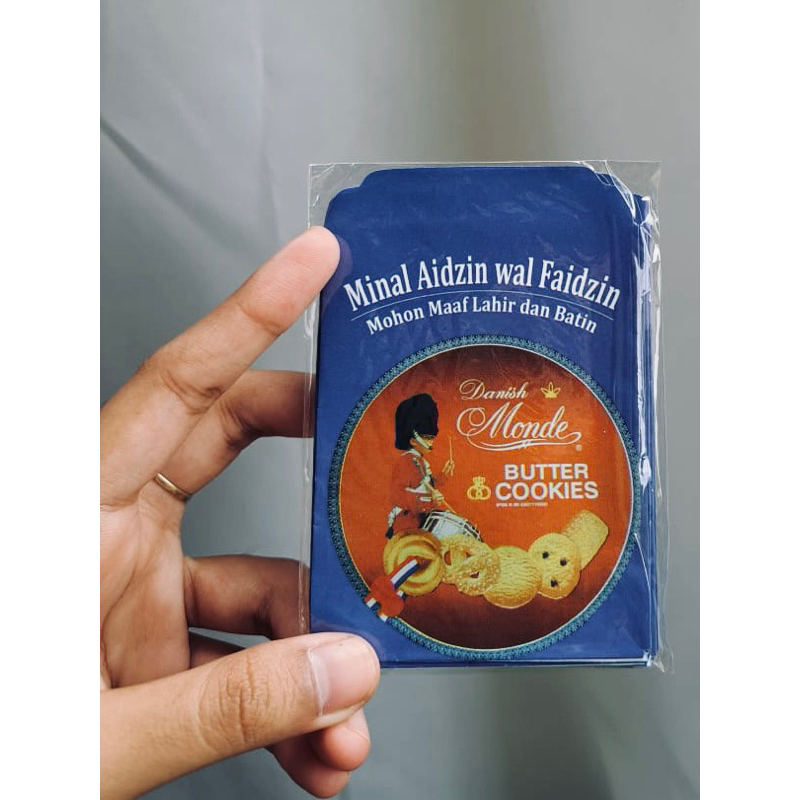 Minal Aidzin wal Faidzin
Mohon Maaf Lahir dan Batin
Danish
Monde
®
BUTTER
COOKIES